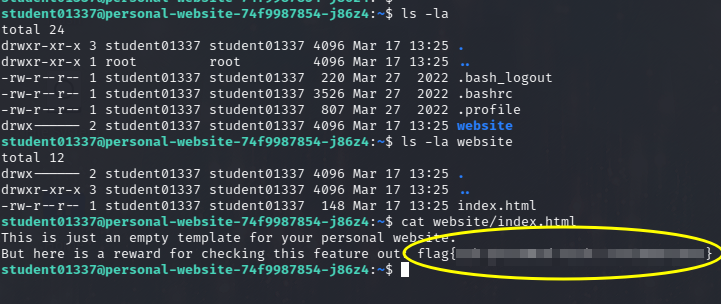 student01337@personal-website-74f9987854-j86z4:~$ ls -la
total 24
drwxr-xr-x 3 student01337 student01337 4096 Mar 17 13:25 .
drwxr-xr-x 1 root         root         4096 Mar 17 13:25 ..
-rw-r--r-- 1 student01337 student01337  220 Mar 27  2022 .bash_logout
-rw-r--r-- 1 student01337 student01337 3526 Mar 27  2022 .bashrc
-rw-r--r-- 1 student01337 student01337  807 Mar 27  2022 .profile
drwx------ 2 student01337 student01337 4096 Mar 17 13:25 website
student01337@personal-website-74f9987854-j86z4:~$ ls -la website
total 12
drwx------ 2 student01337 student01337 4096 Mar 17 13:25 .
drwxr-xr-x 3 student01337 student01337 4096 Mar 17 13:25 ..
-rw-r--r-- 1 student01337 student01337  148 Mar 17 13:25 index.html
student01337@personal-website-74f9987854-j86z4:~$ cat website/index.html
This is just an empty template for your personal website.
But here is a reward for checking this feature out flag{ }
student01337@personal-website-74f9987854-j86z4:~$